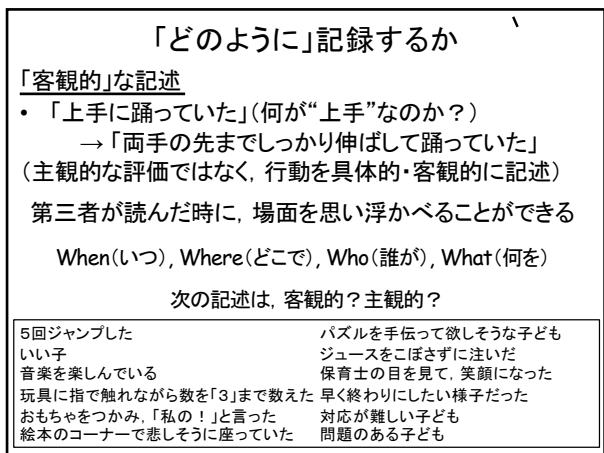 「どのように」記録するか
「客観的」な記述
• 「上手に踊っていた」(何が“上手”なのか？)
→「両手の先までしっかり伸ばして踊っていた」
(主観的な評価ではなく，行動を具体的・客観的に記述)
第三者が読んだ時に，場面を思い浮かべることができる
When(いつ), Where(どこで), Who(誰が), What(何を)
次の記述は，客観的？主観的？
5回ジャンプした
いい子
音楽を楽しんでいる
玩具に指で触れながら数を「3」まで数えた
おもちゃをつかみ，「私の！」と言った
絵本のコーナーで悲しそうに座っていた
パズルを手伝って欲しそうな子ども
ジュースをこぼさずに注いだ
保育士の目を見て，笑顔になった
早く終わりにしたい様子だった
対応が難しい子ども
問題のある子ども